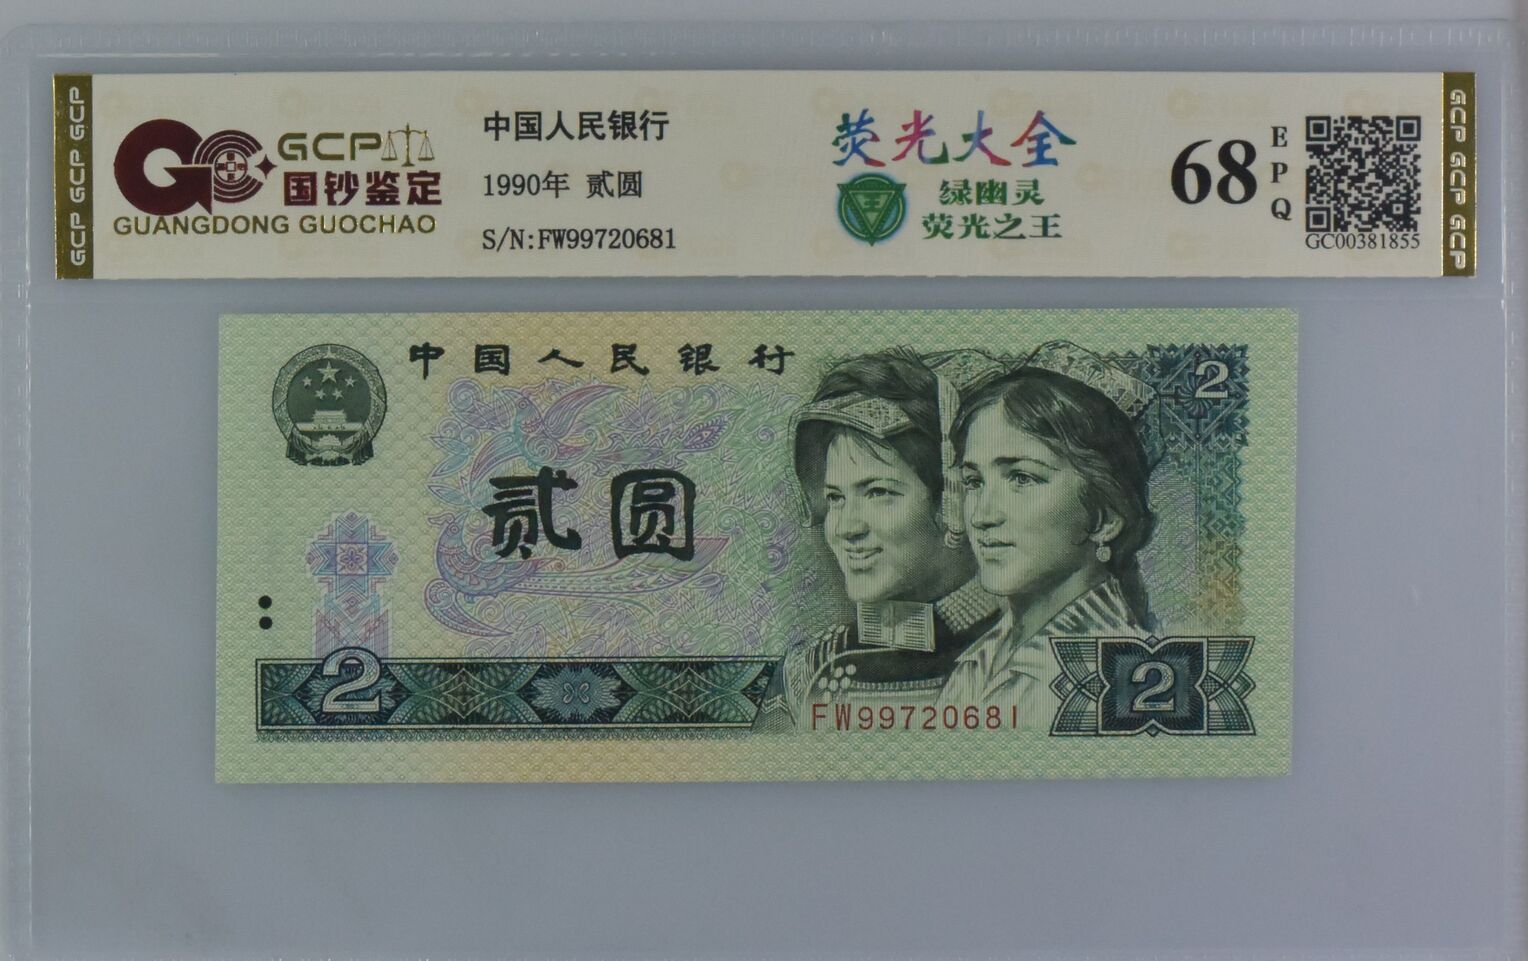 GCP GCP GCP
GCP
国钞鉴定
GUANGDONG GUOCHAO
中国人民银行
1990年 贰圆
S/N:FW99720681
荧光大全
王
绿幽灵
荧光之王
68
EPQ
GC00381855
GCP GCP GCP
中国人民银行
2
贰圆
2
FW99720681
2